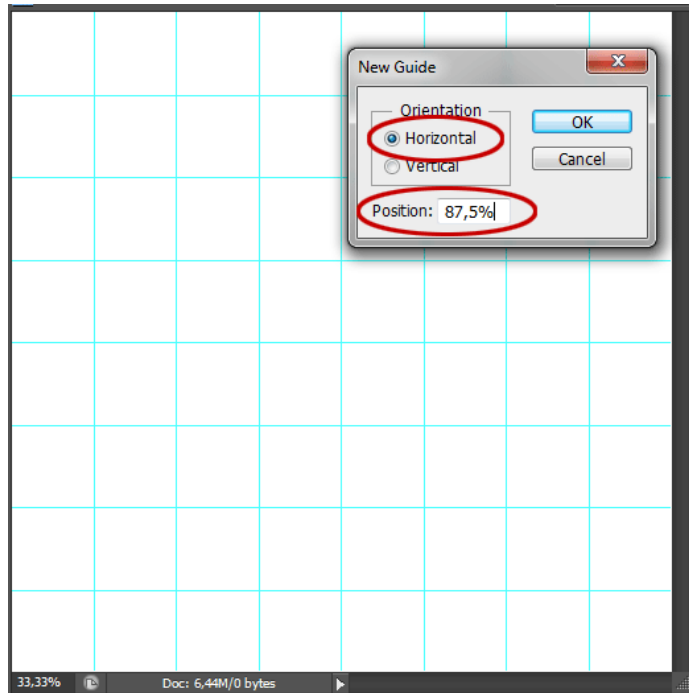 New Guide
Orientation
Horizontal
Vertical
OK
Cancel
Position: 87,5%
33,33%
Doc: 6,44M/0 bytes